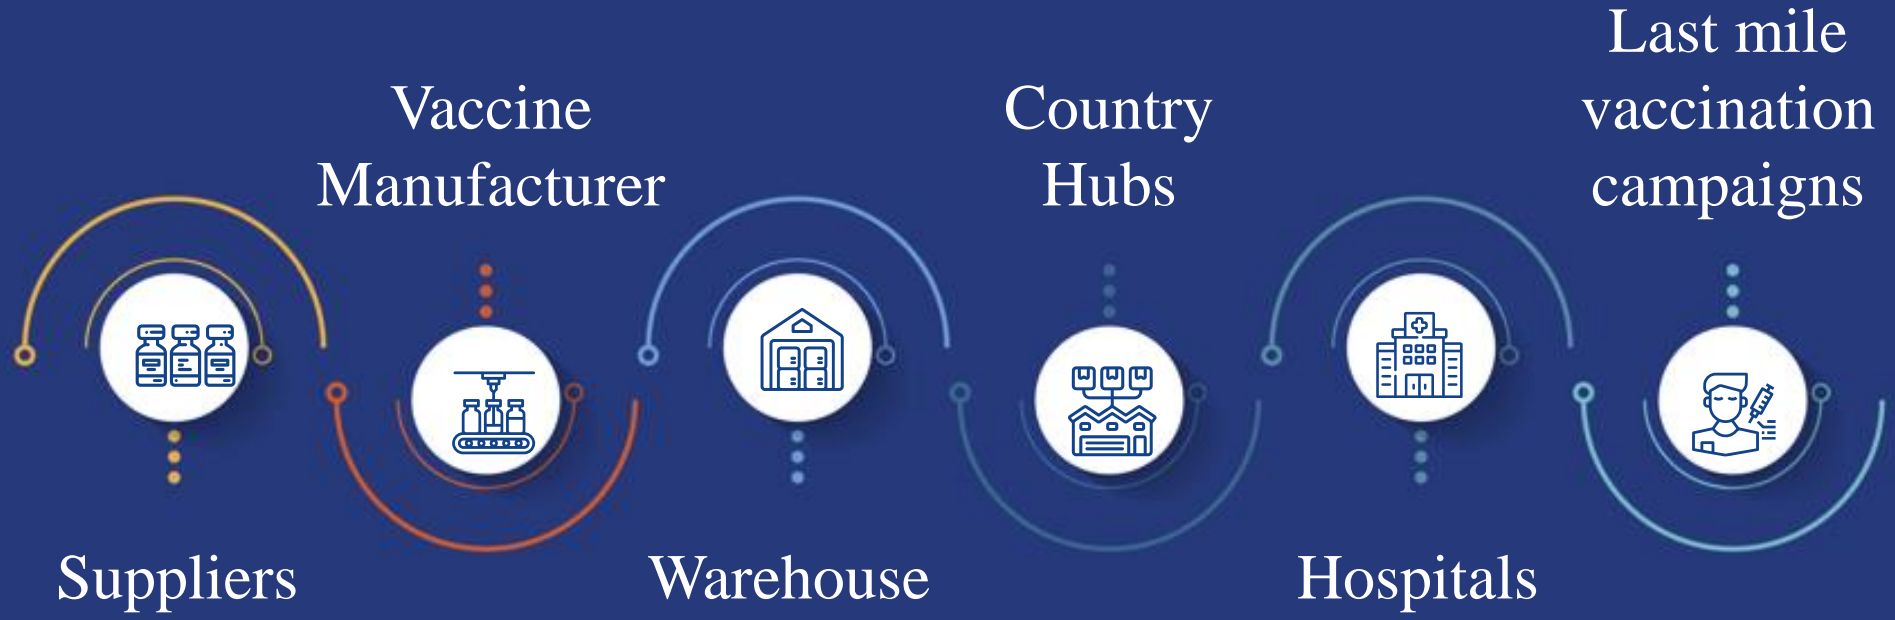 Suppliers
Vaccine
Manufacturer
Warehouse
Country
Hubs
Hospitals
Last mile
vaccination
campaigns